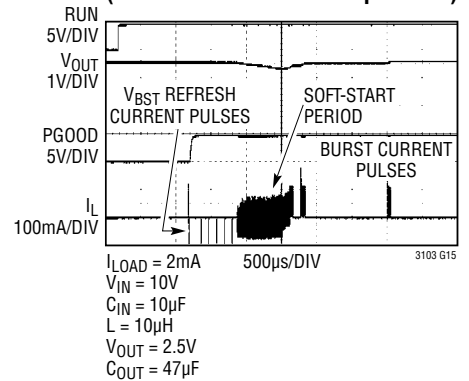 RUN
5V/DIV
VOUT
1V/DIV
VBST REFRESH
CURRENT PULSES
SOFT-START
PERIOD
PGOOD
5V/DIV
BURST CURRENT
PULSES
IL
100mA/DIV
ILOAD = 2mA
500µs/DIV
3103 G15
VIN = 10V
CIN = 10µF
L = 10µH
VOUT = 2.5V
COUT = 47µF